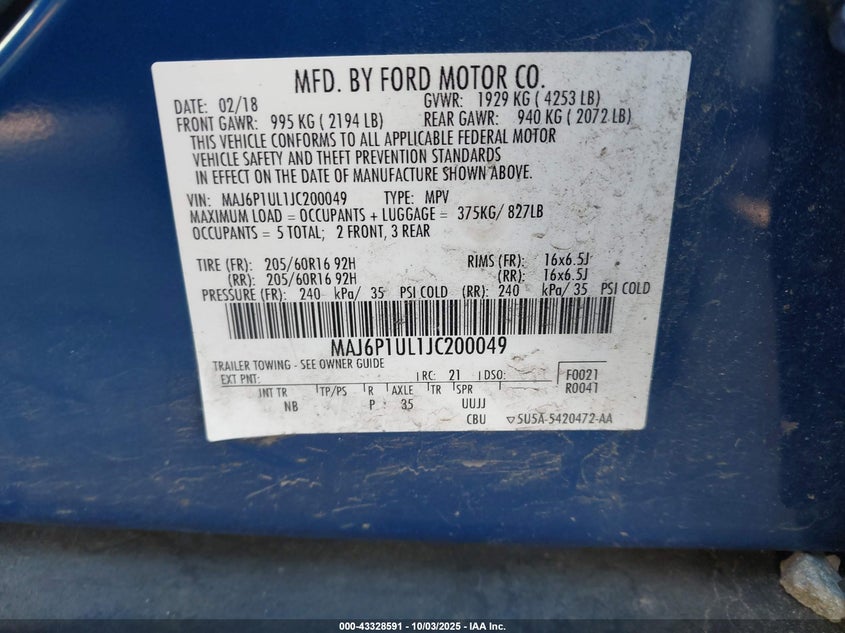 MFD. BY FORD MOTOR CO.
DATE: 02/18 GVWR: 1929 KG ( 4253 LB)
FRONT GAWR: 995 KG ( 2194 LB) REAR GAWR: 940 KG ( 2072 LB)
THIS VEHICLE CONFORMS TO ALL APPLICABLE FEDERAL MOTOR
VEHICLE SAFETY AND THEFT PREVENTION STANDARDS
IN EFFECT ON THE DATE OF MANUFACTURE SHOWN ABOVE.
VIN: MAJ6P1UL1JC200049 TYPE: MPV
MAXIMUM LOAD = OCCUPANTS + LUGGAGE = 375KG/ 827LB
OCCUPANTS = 5 TOTAL; 2 FRONT, 3 REAR
TIRE (FR): 205/60R16 92H RIMS (FR): 16x6.5J
(RR): 205/60R16 92H (RR): 16x6.5J
PRESSURE (FR): 240 kPa/ 35 PSI COLD (RR): 240 kPa/ 35 PSI COLD
MAJ6P1UL1JC200049
TRAILER TOWING - SEE OWNER GUIDE
EXT PNT: RC: 21 DSO: F0021
R0041
INT TR TP/PS R AXLE TR SPR
NB P 35 UUJJ
CBU 5U5A-5420472-AA
000-43328591 - 10/03/2025 - IAA Inc.